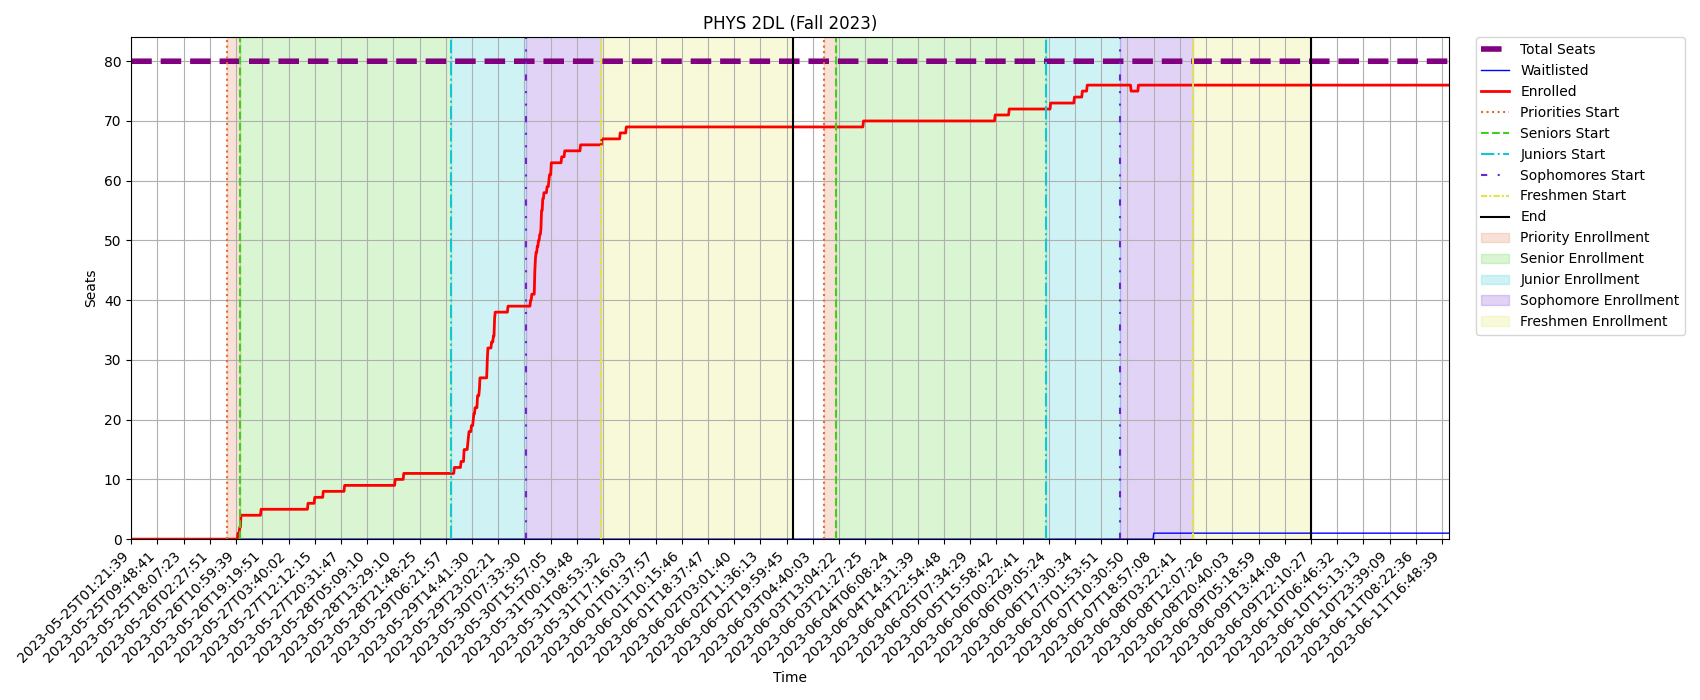 PHYS 2DL (Fall 2023)
Seats
80
70
60
50
40
30
20
10
0
2023-05-25T01:21:39
2023-05-25T09:48:41
2023-05-25T18:07:23
2023-05-26T02:27:51
2023-05-26T10:59:39
2023-05-26T19:19:51
2023-05-27T03:40:02
2023-05-27T12:12:15
2023-05-27T20:31:47
2023-05-28T05:09:10
2023-05-28T13:29:10
2023-05-28T21:48:25
2023-05-29T06:21:57
2023-05-29T14:41:30
2023-05-29T23:02:21
2023-05-30T07:33:30
2023-05-30T15:57:05
2023-05-31T00:19:48
2023-05-31T08:53:32
2023-05-31T17:16:03
2023-06-01T01:37:57
2023-06-01T10:15:46
2023-06-01T18:37:47
2023-06-02T03:01:40
2023-06-02T11:36:13
2023-06-02T19:59:45
2023-06-03T04:40:03
2023-06-03T13:04:22
2023-06-03T21:27:25
2023-06-04T06:08:24
2023-06-04T14:31:39
2023-06-04T22:54:48
2023-06-05T07:34:29
2023-06-05T15:58:42
2023-06-06T00:22:41
2023-06-06T09:05:24
2023-06-06T17:30:34
2023-06-07T01:53:51
2023-06-07T10:30:50
2023-06-07T18:57:08
2023-06-08T03:22:41
2023-06-08T12:07:26
2023-06-08T20:40:03
2023-06-09T05:18:59
2023-06-09T13:44:08
2023-06-09T22:10:27
2023-06-10T06:46:32
2023-06-10T15:13:13
2023-06-10T23:39:09
2023-06-11T08:22:36
2023-06-11T16:48:39
Time
Total Seats
Waitlisted
Enrolled
Priorities Start
Seniors Start
Juniors Start
Sophomores Start
Freshmen Start
End
Priority Enrollment
Senior Enrollment
Junior Enrollment
Sophomore Enrollment
Freshmen Enrollment